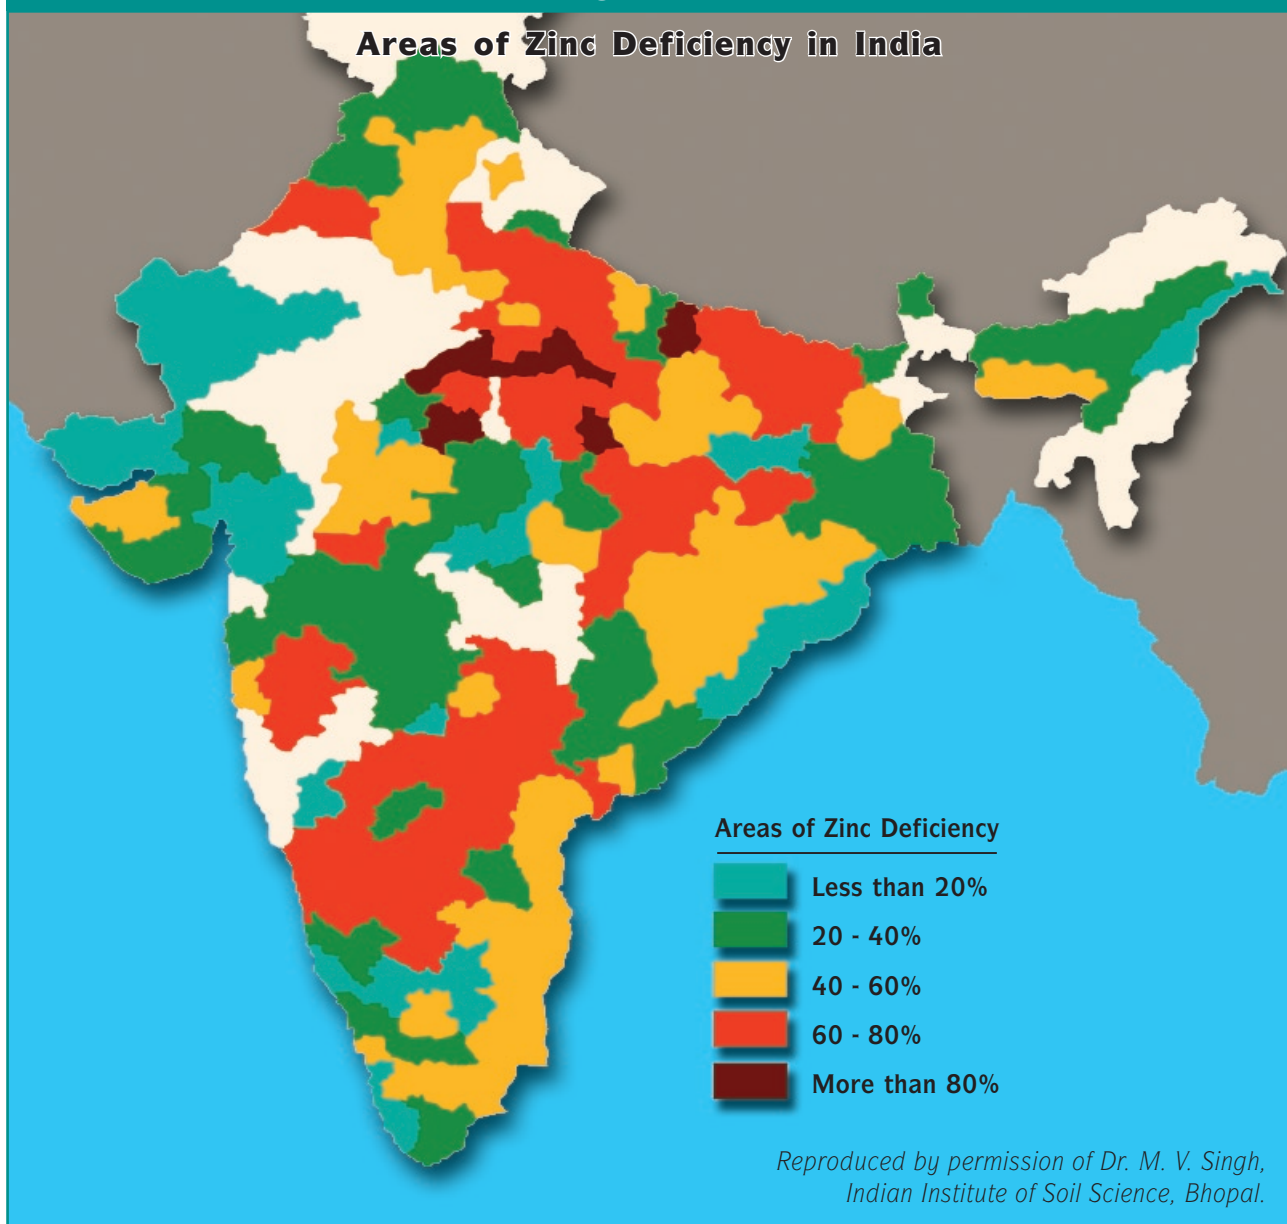 Areas of Zinc Deficiency in India
Areas of Zinc Deficiency
Less than 20%
20 - 40%
40 - 60%
60 - 80%
More than 80%
Reproduced by permission of Dr. M. V. Singh,
Indian Institute of Soil Science, Bhopal.